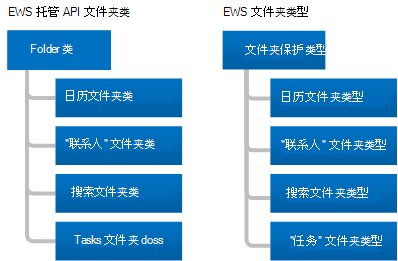 EWS 托管 API 文件夹类
Folder 类
日历文件夹类
"联系人" 文件夹类
搜索文件夹类
Tasks 文件夹 doss
EWS 文件夹类型
文件夹保护类型
日历文件夹类型
"联系人" 文件夹类型
搜索文件夹类型
"任务" 文件夹类型